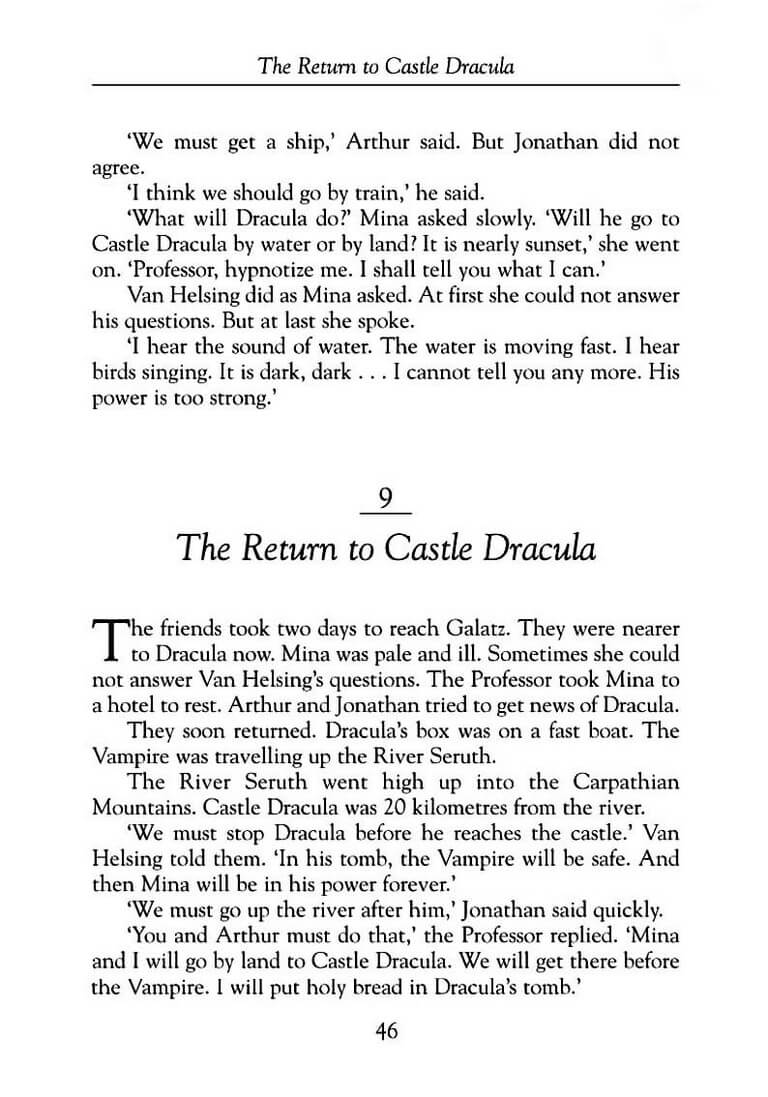 The Return to Castle Dracula
‘We must get a ship,’ Arthur said. But Jonathan did not
agree.
‘I think we should go by train,’ he said.
‘What will Dracula do?’ Mina asked slowly. ‘Will he go to
Castle Dracula by water or by land? It is nearly sunset,’ she went
on. ‘Professor, hypnotize me. I shall tell you what I can.’
Van Helsing did as Mina asked. At first she could not answer
his questions. But at last she spoke.
‘I hear the sound of water. The water is moving fast. I hear
birds singing. It is dark, dark . . . I cannot tell you any more. His
power is too strong.’
9
The Return to Castle Dracula
The friends took two days to reach Galatz. They were nearer
to Dracula now. Mina was pale and ill. Sometimes she could
not answer Van Helsing’s questions. The Professor took Mina to
a hotel to rest. Arthur and Jonathan tried to get news of Dracula.
They soon returned. Dracula’s box was on a fast boat. The
Vampire was travelling up the River Seruth.
The River Seruth went high up into the Carpathian
Mountains. Castle Dracula was 20 kilometres from the river.
‘We must stop Dracula before he reaches the castle.’ Van
Helsing told them. ‘In his tomb, the Vampire will be safe. And
then Mina will be in his power forever.’
‘We must go up the river after him,’ Jonathan said quickly.
‘You and Arthur must do that,’ the Professor replied. ‘Mina
and I will go by land to Castle Dracula. We will get there before
the Vampire. I will put holy bread in Dracula’s tomb.’
46